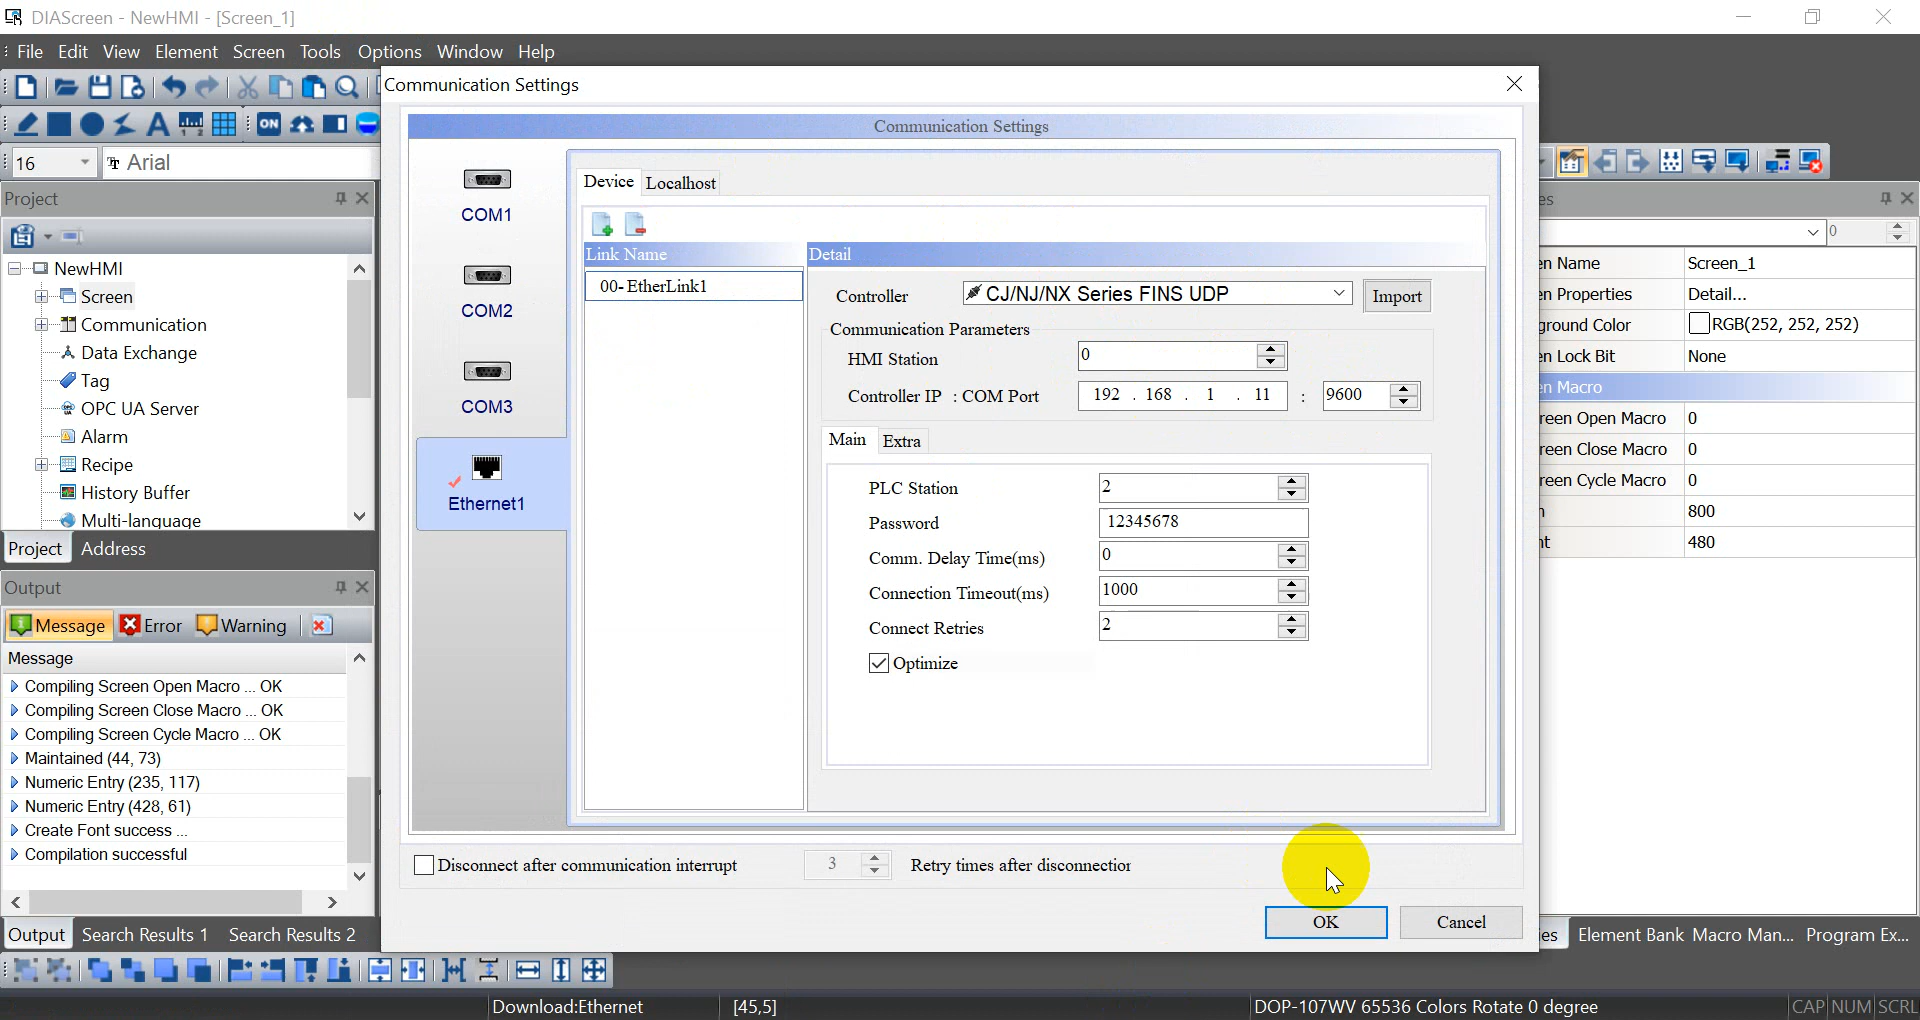 DIAScreen - NewHMI - [Screen_1]
File Edit View Element Screen Tools Options Window Help
16 Arial
Project
NewHMI
Screen
Communication
Data Exchange
Tag
OPC UA Server
Alarm
Recipe
History Buffer
Multi-language
Project Address
Output
Message Error Warning
Message
Compiling Screen Open Macro ... OK
Compiling Screen Close Macro ... OK
Compiling Screen Cycle Macro ... OK
Maintained (44, 73)
Numeric Entry (235, 117)
Numeric Entry (428, 61)
Create Font success ...
Compilation successful
Output Search Results 1 Search Results 2
Communication Settings
Communication Settings
COM1
COM2
COM3
Ethernet1
Device Localhost
Link Name
00- EtherLink1
Detail
Controller CJ/NJ/NX Series FINS UDP Import
Communication Parameters
HMI Station 0
Controller IP : COM Port 192 . 168 . 1 . 11 : 9600
Main Extra
PLC Station 2
Password 12345678
Comm. Delay Time(ms) 0
Connection Timeout(ms) 1000
Connect Retries 2
Optimize
Disconnect after communication interrupt 3 Retry times after disconnection
OK Cancel
es
0
en Name Screen_1
en Properties Detail...
ground Color RGB(252, 252, 252)
en Lock Bit None
en Macro
reen Open Macro 0
reen Close Macro 0
reen Cycle Macro 0
h 800
ht 480
es Element Bank Macro Man... Program Ex...
Download:Ethernet [45,5] DOP-107WV 65536 Colors Rotate 0 degree CAP NUM SCRL